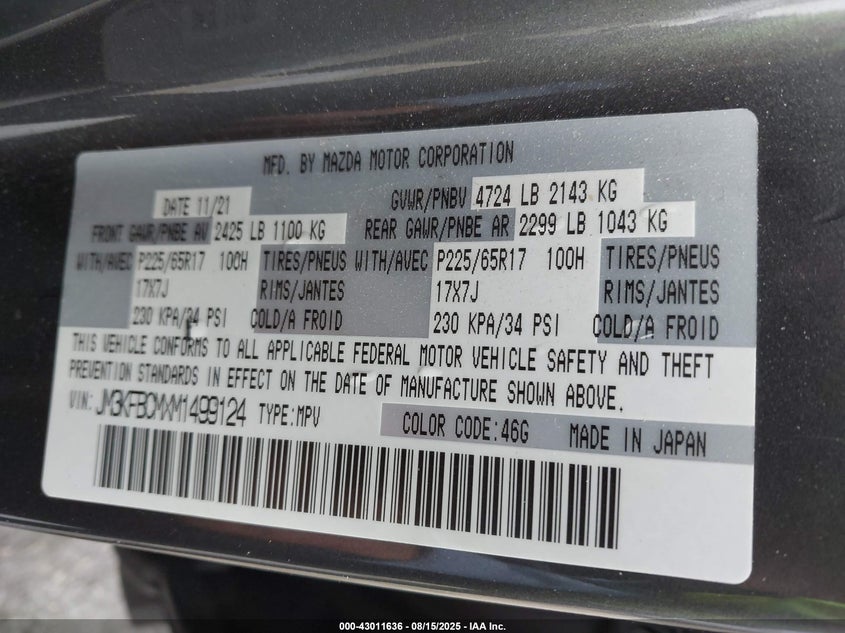 MFD. BY MAZDA MOTOR CORPORATION
DATE 11/21 GVWR/PNBV 4724 LB 2143 KG
FRONT GAWR/PNBE AV 2425 LB 1100 KG REAR GAWR/PNBE AR 2299 LB 1043 KG
WITH/AVEC P225/65R17 100H TIRES/PNEUS WITH/AVEC P225/65R17 100H TIRES/PNEUS
17X7J RIMS/JANTES 17X7J RIMS/JANTES
230 KPA/34 PSI COLD/A FROID 230 KPA/34 PSI COLD/A FROID
THIS VEHICLE CONFORMS TO ALL APPLICABLE FEDERAL MOTOR VEHICLE SAFETY AND THEFT
PREVENTION STANDARDS IN EFFECT ON THE DATE OF MANUFACTURE SHOWN ABOVE.
VIN: JM3KFBCMXM1499124 TYPE:MPV COLOR CODE:46G MADE IN JAPAN
000-43011636 - 08/15/2025 - IAA Inc.